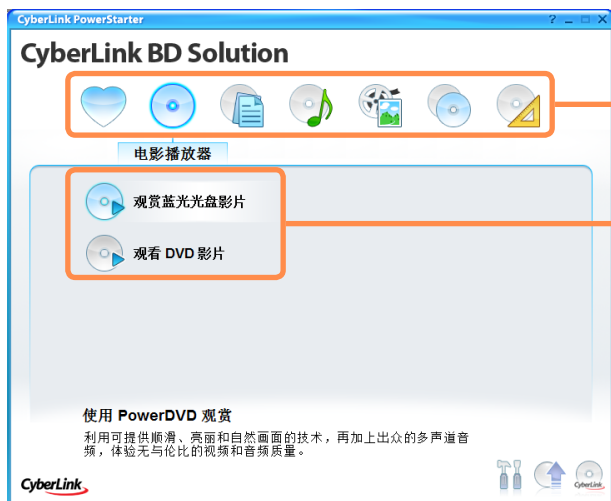 CyberLink PowerStarter
CyberLink BD Solution
电影播放器
观赏蓝光光盘影片
观看 DVD 影片
使用 PowerDVD 观赏
利用可提供顺滑、亮丽和自然画面的技术，再加上出众的多声道音
频，体验无与伦比的视频和音频质量。
CyberLink
CyberLink